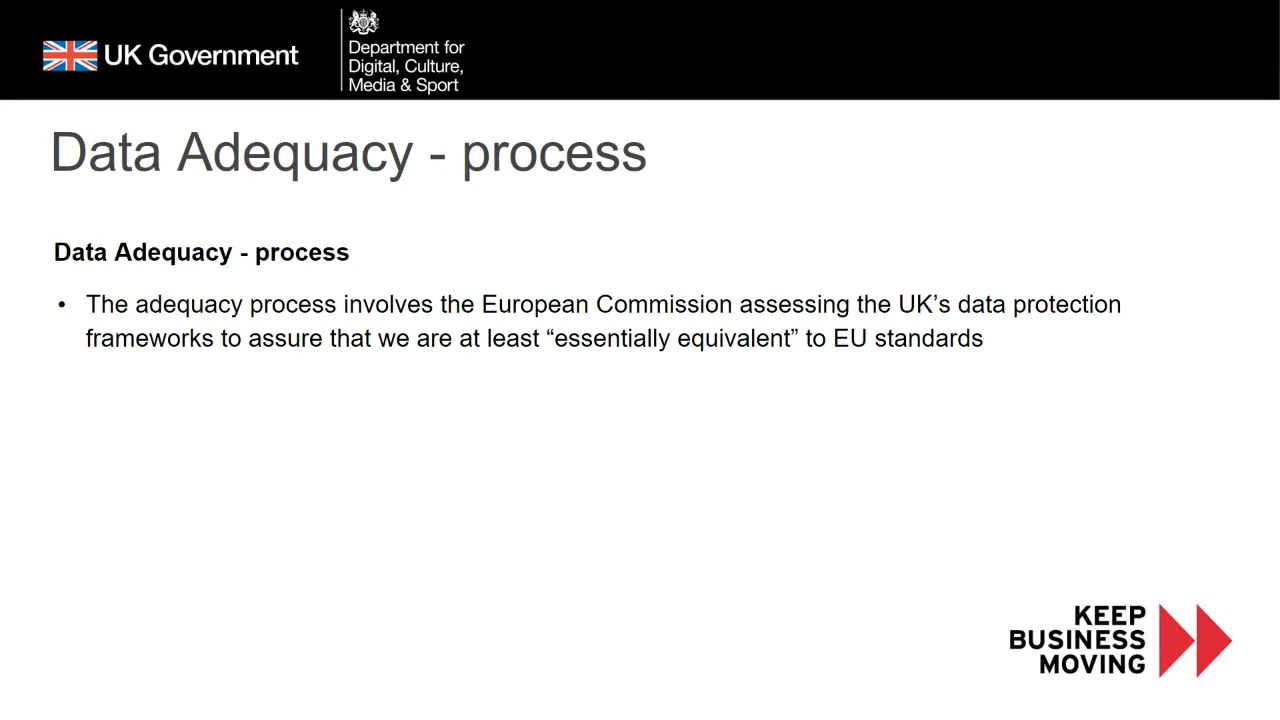 UK Government
Department for
Digital, Culture,
Media & Sport
Data Adequacy - process
Data Adequacy - process
• The adequacy process involves the European Commission assessing the UK’s data protection
frameworks to assure that we are at least “essentially equivalent” to EU standards
KEEP
BUSINESS
MOVING